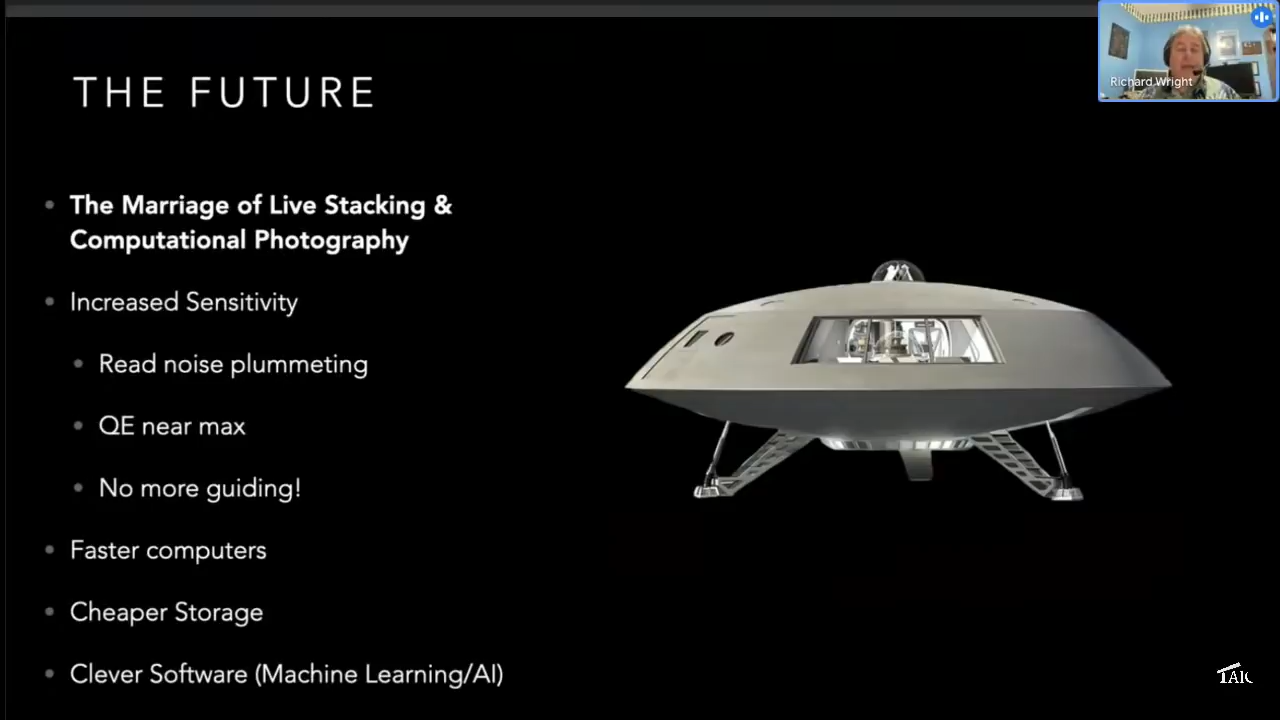 Richard Wright
THE FUTURE
The Marriage of Live Stacking &
Computational Photography
Increased Sensitivity
Read noise plummeting
QE near max
No more guiding!
Faster computers
Cheaper Storage
Clever Software (Machine Learning/AI)
TAIC